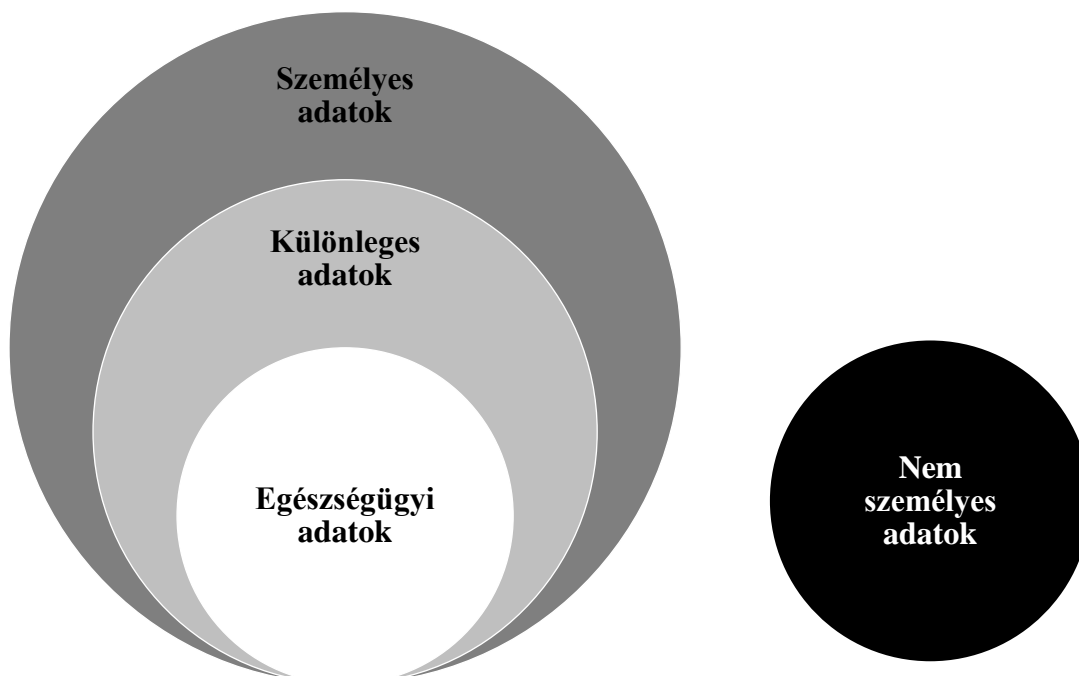 Személyes
adatok
Különleges
adatok
Egészségügyi
adatok
Nem
személyes
adatok